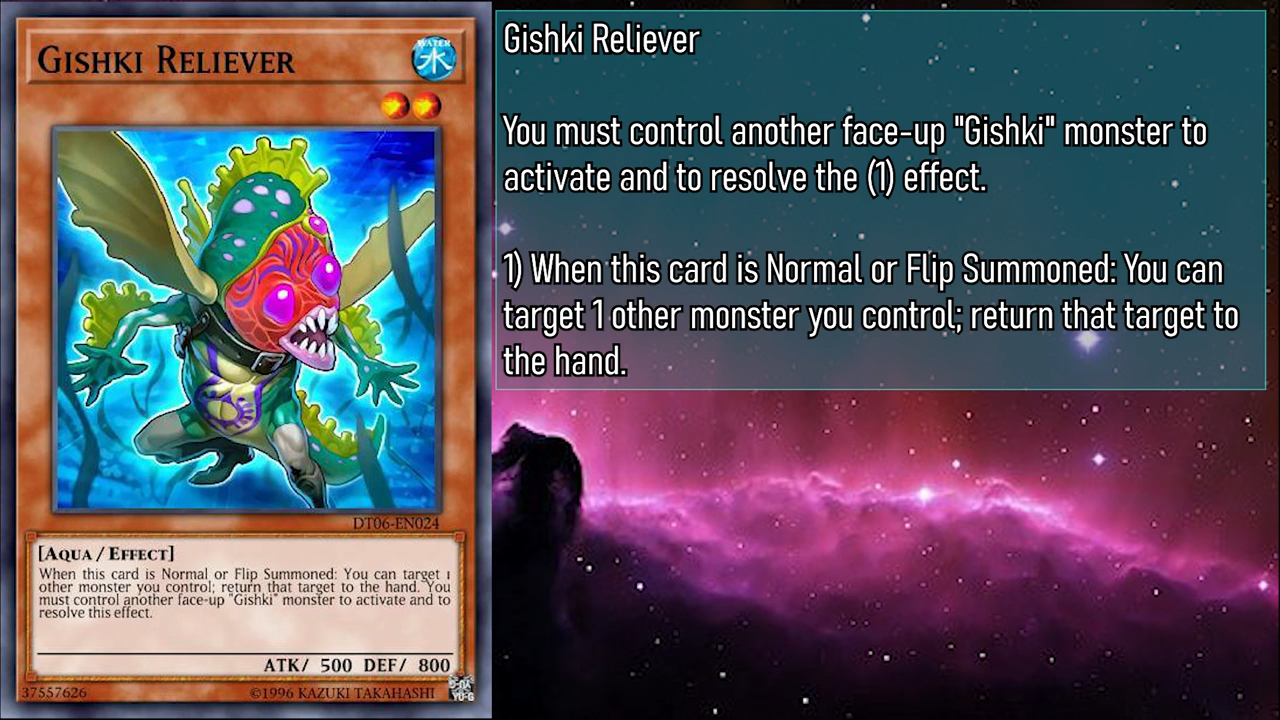 GISHKI RELIEVER
WATER
水
DT06-EN024
[AQUA / EFFECT]
When this card is Normal or Flip Summoned: You can target 1
other monster you control; return that target to the hand. You
must control another face-up "Gishki" monster to activate and to
resolve this effect.
ATK/ 500 DEF/ 800
37557626
©1996 KAZUKI TAKAHASHI
Gishki Reliever
You must control another face-up "Gishki" monster to
activate and to resolve the (1) effect.
1) When this card is Normal or Flip Summoned: You can
target 1 other monster you control; return that target to
the hand.